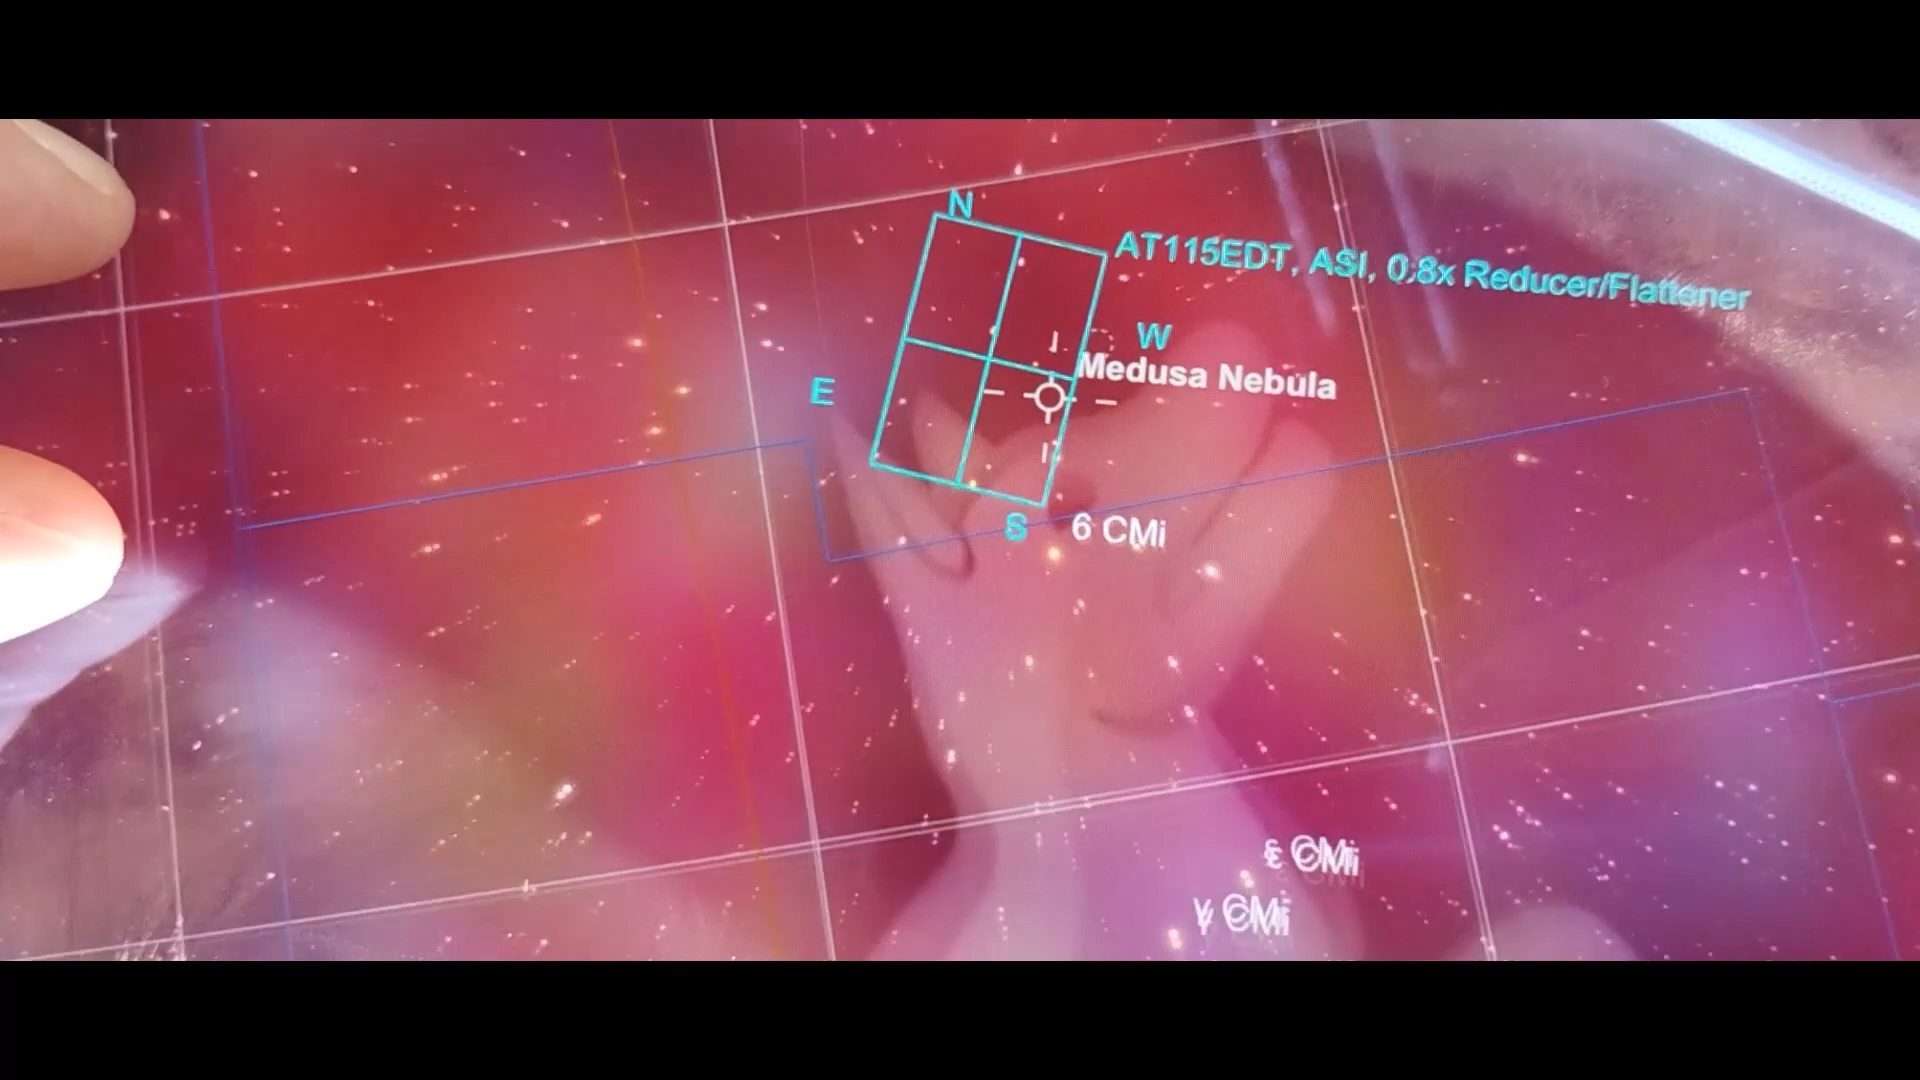 N
AT115EDT, ASI, 0.8x Reducer/Flattener
W
Medusa Nebula
E
S
6 CMi
ε CMi
γ CMi